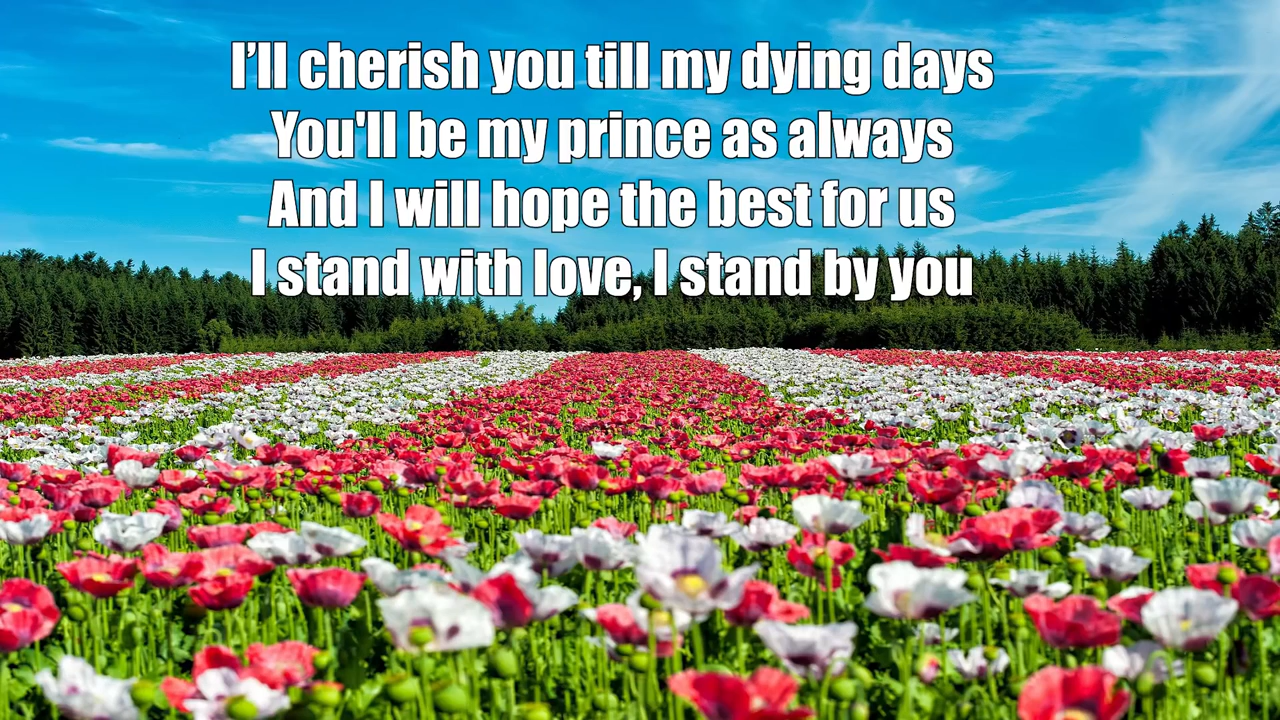 I’ll cherish you till my dying days
You'll be my prince as always
And I will hope the best for us
I stand with love, I stand by you